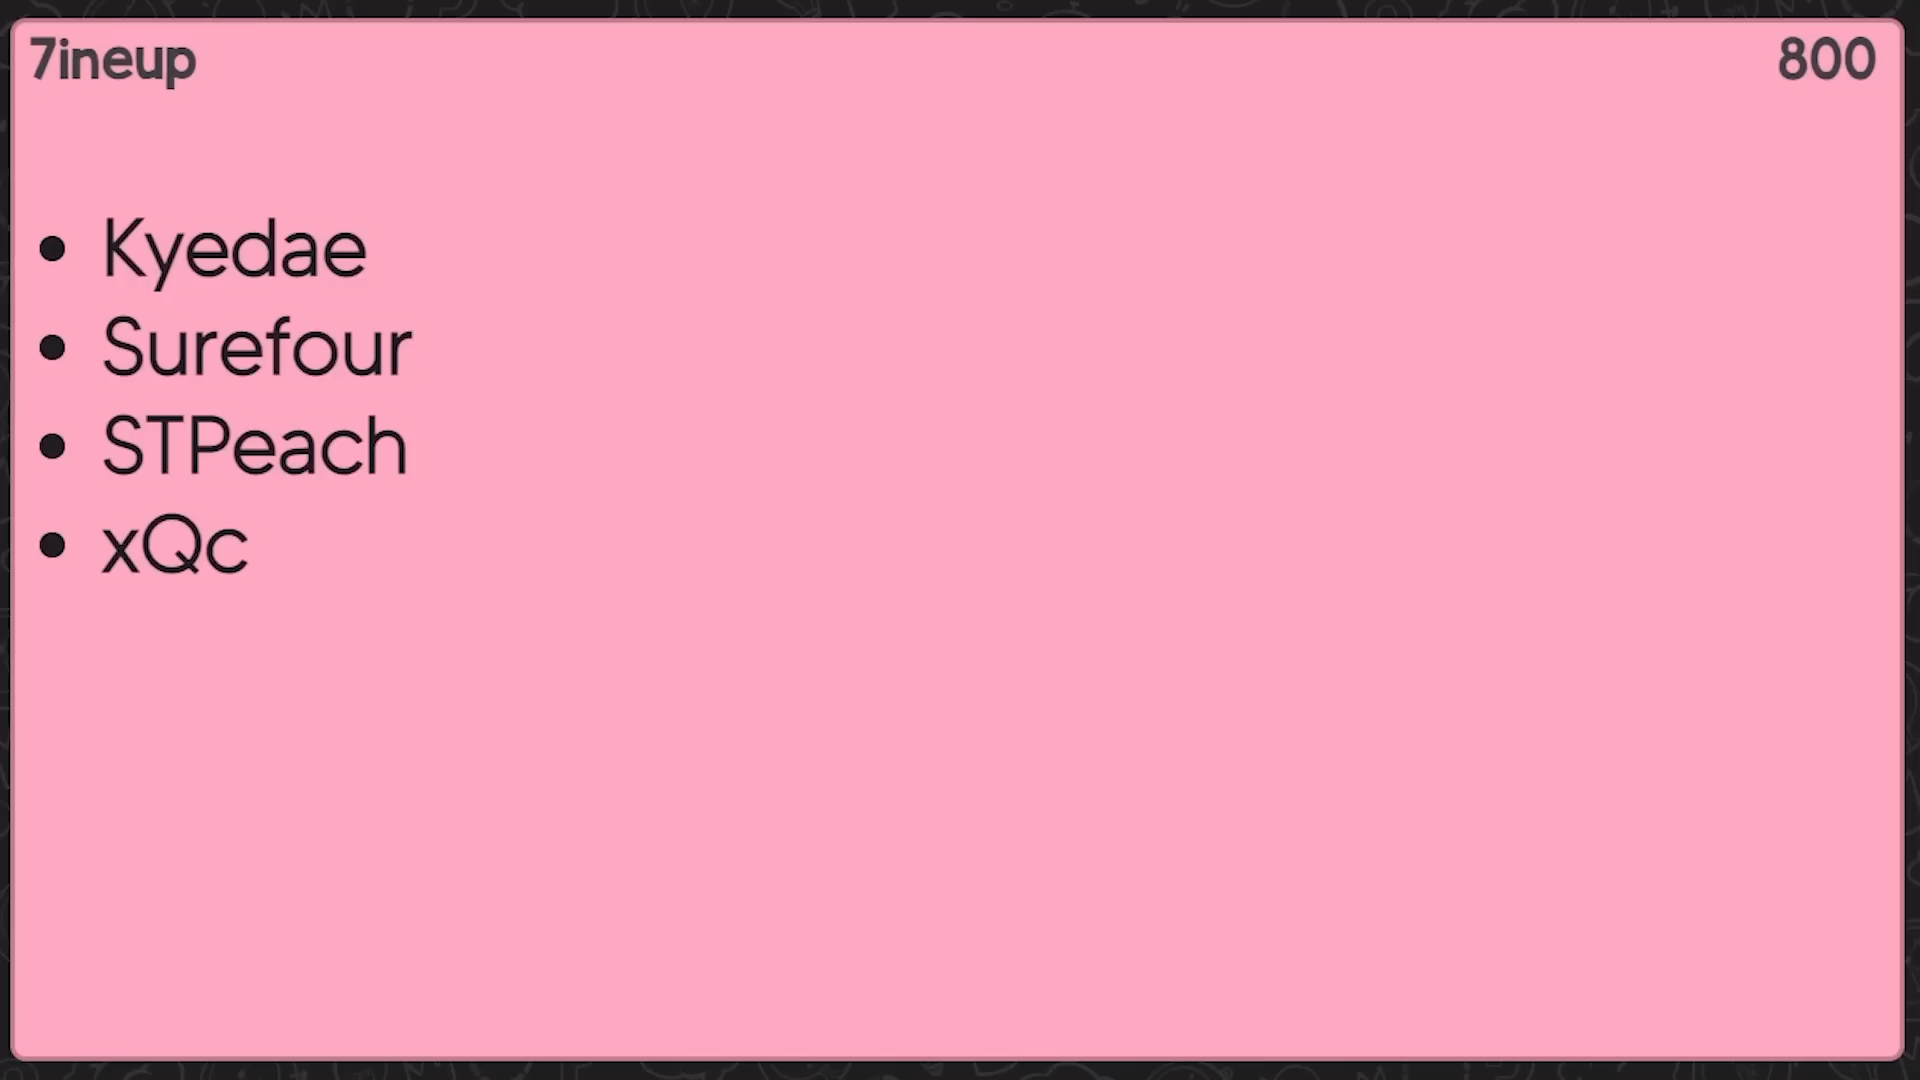 7ineup
800
• Kyedae
• Surefour
• STPeach
• xQc